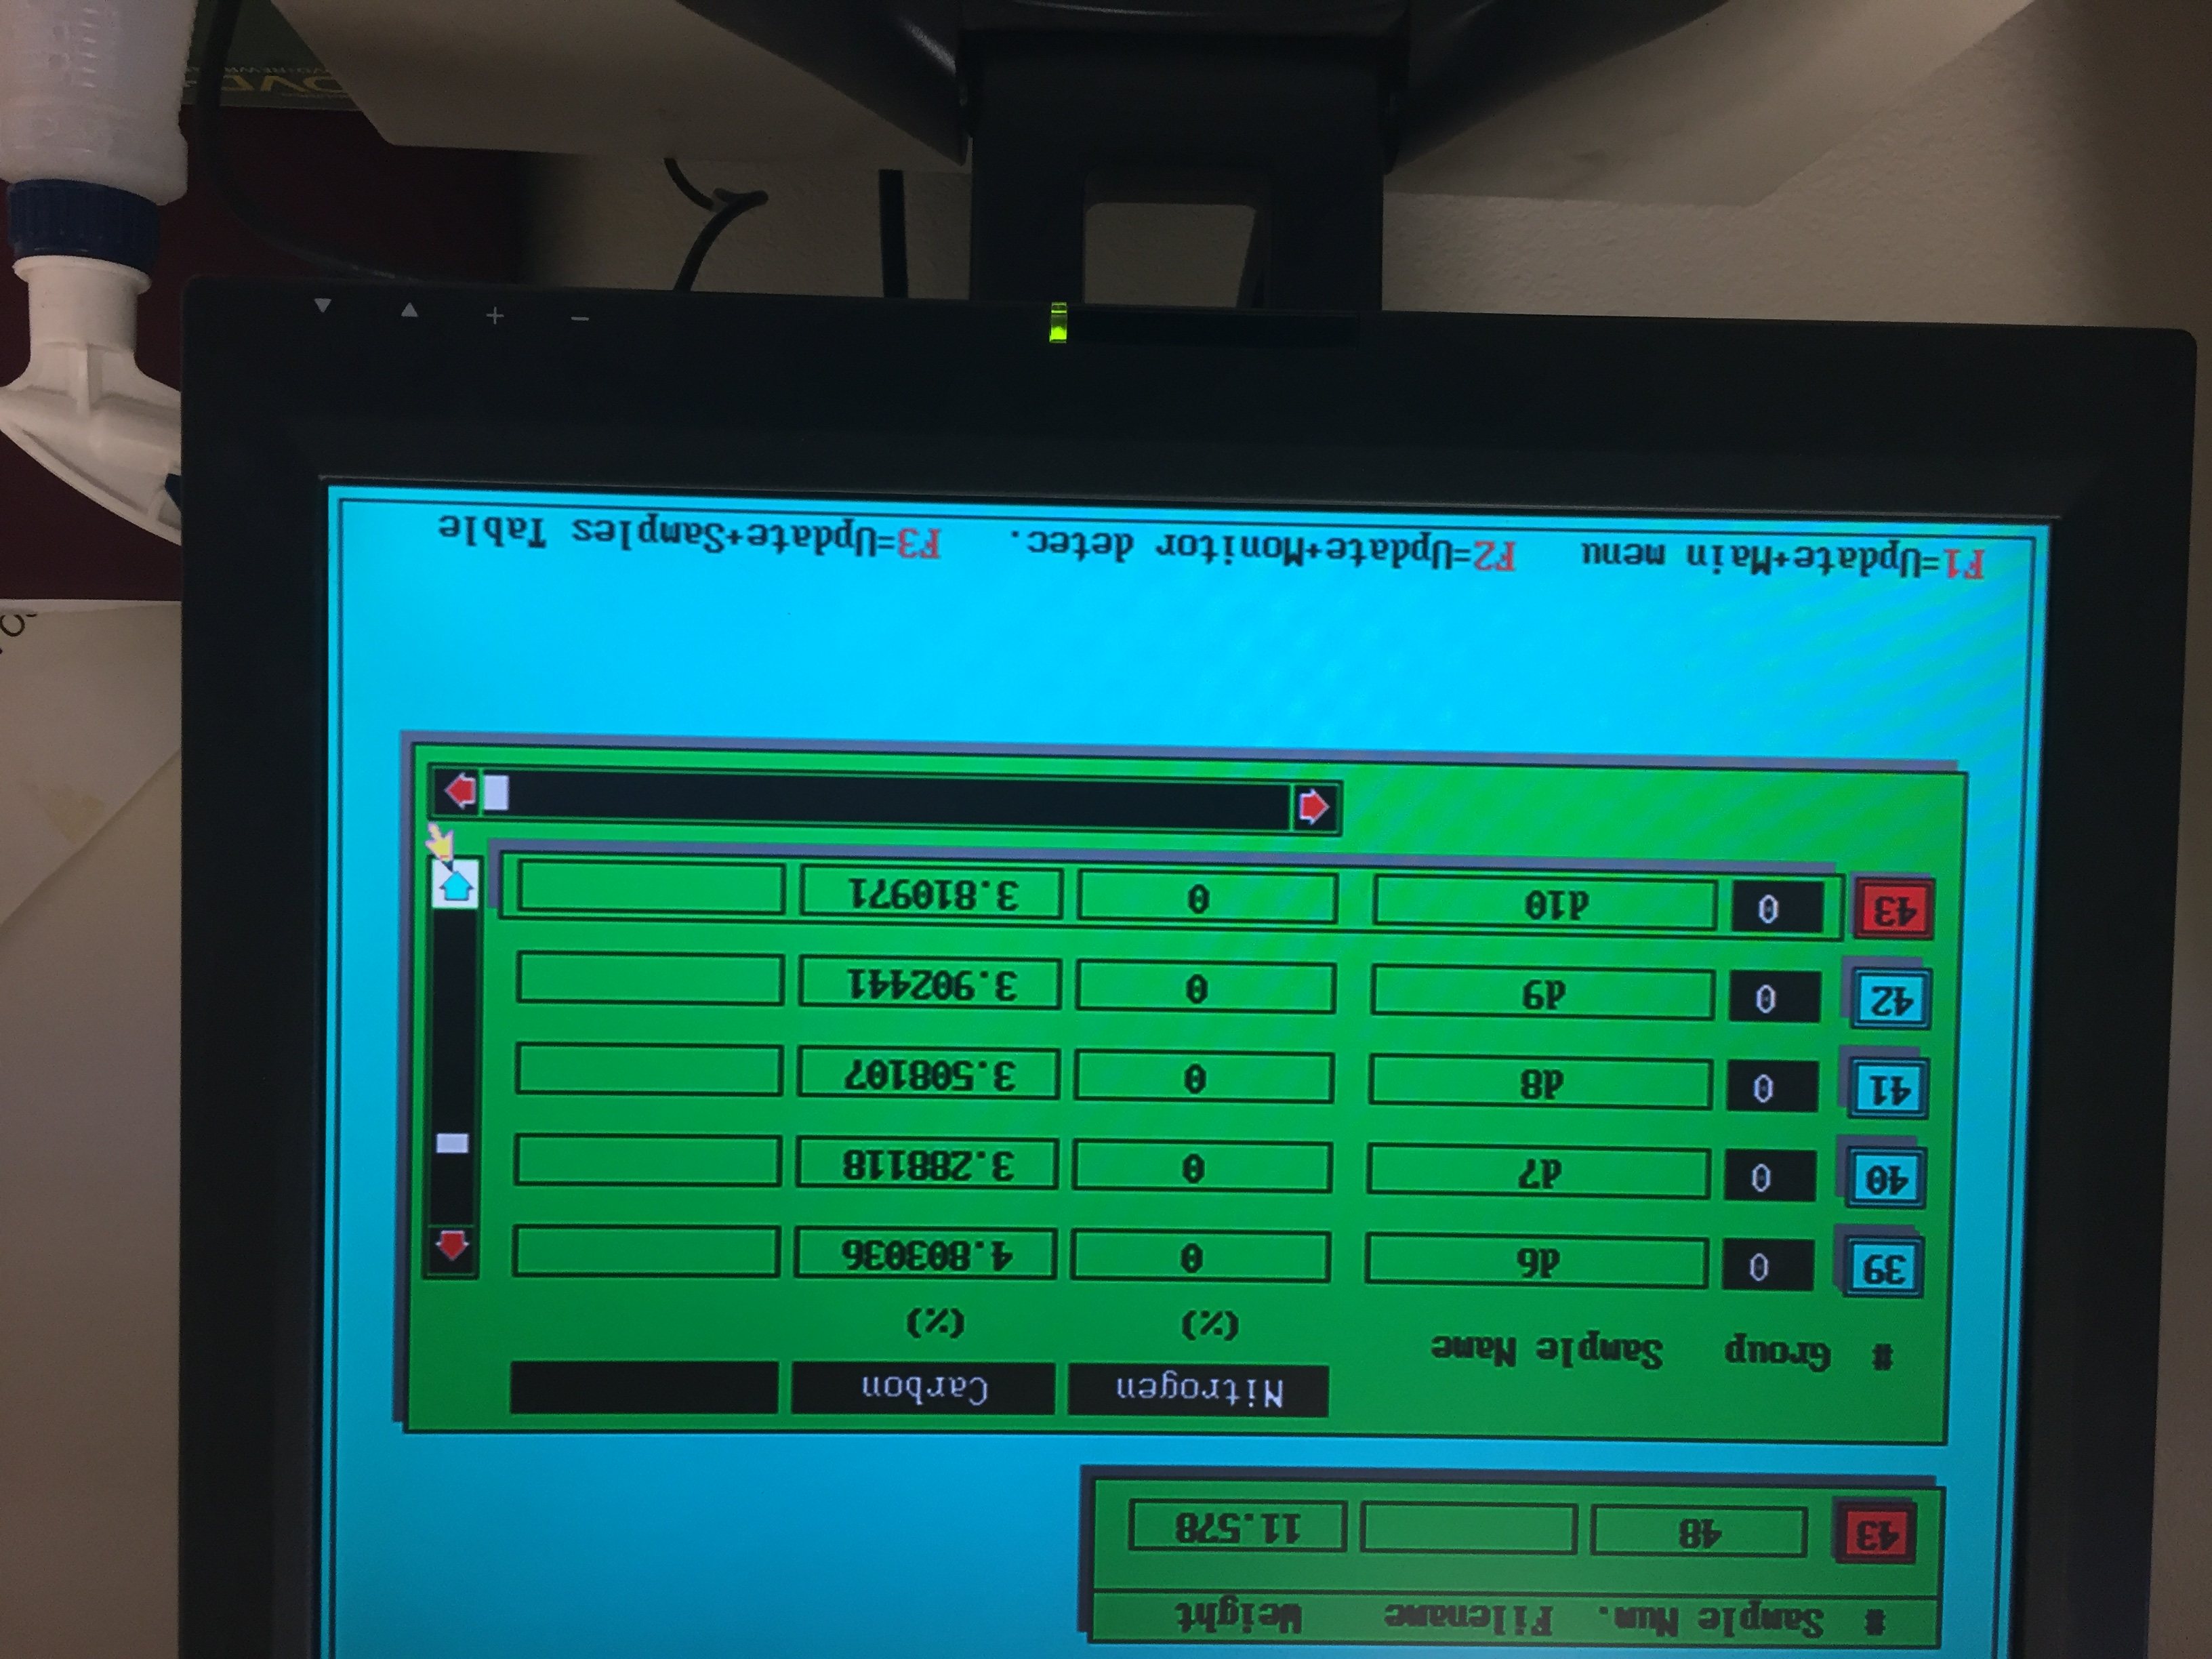 # Sample Num. Filename Weight
43 48 11.578
Nitrogen Carbon
# Group Sample Name (%) (%)
39 0 d6 0 4.803036
40 0 d7 0 3.288118
41 0 d8 0 3.508107
42 0 d9 0 3.902441
43 0 d10 0 3.810971
F1=Update+Main menu F2=Update+Monitor detec. F3=Update+Samples Table
− +